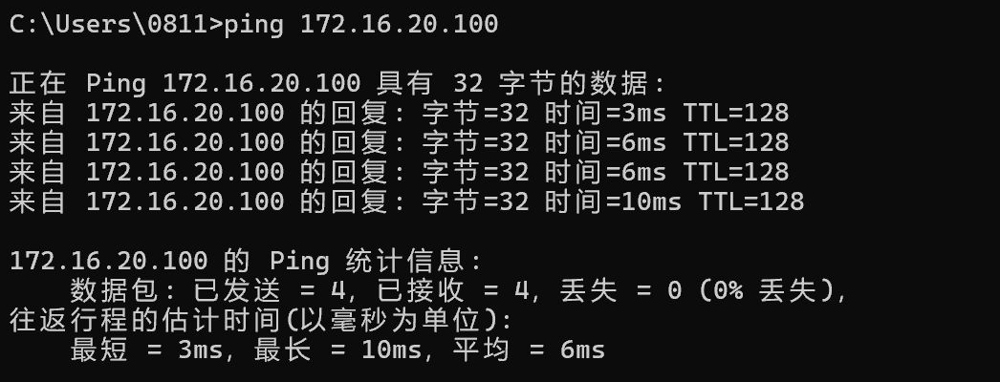 C:\Users\0811>ping 172.16.20.100
正在 Ping 172.16.20.100 具有 32 字节的数据:
来自 172.16.20.100 的回复: 字节=32 时间=3ms TTL=128
来自 172.16.20.100 的回复: 字节=32 时间=6ms TTL=128
来自 172.16.20.100 的回复: 字节=32 时间=6ms TTL=128
来自 172.16.20.100 的回复: 字节=32 时间=10ms TTL=128
172.16.20.100 的 Ping 统计信息:
    数据包: 已发送 = 4, 已接收 = 4, 丢失 = 0 (0% 丢失),
往返行程的估计时间(以毫秒为单位):
    最短 = 3ms, 最长 = 10ms, 平均 = 6ms